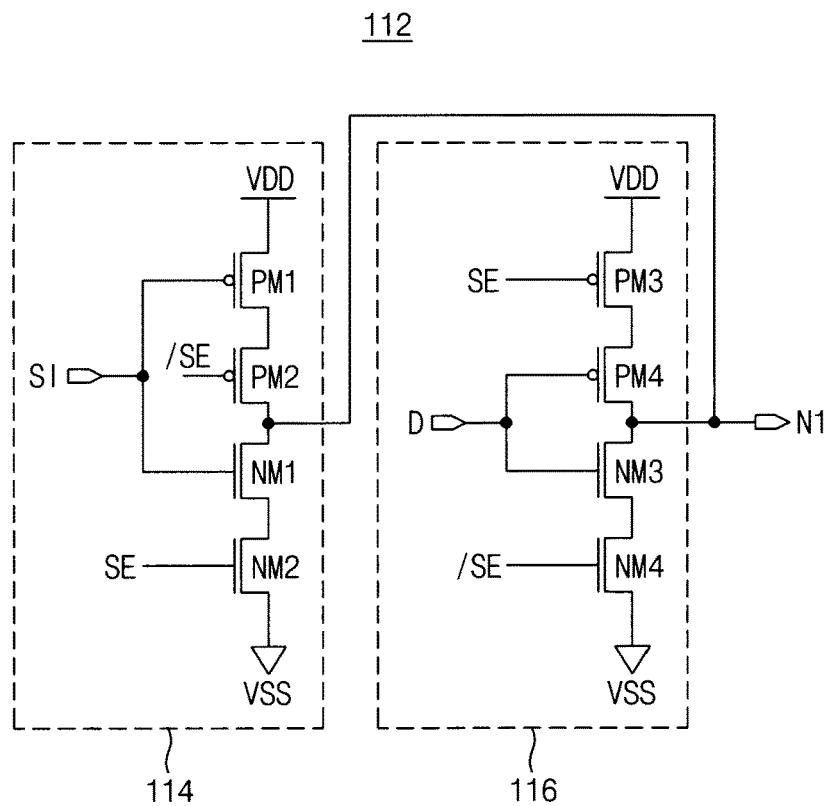 112
VDD
VDD
PM1
SE
PM3
/SE
SI
PM2
PM4
D
N1
NM1
NM3
SE
NM2
/SE
NM4
VSS
VSS
114
116